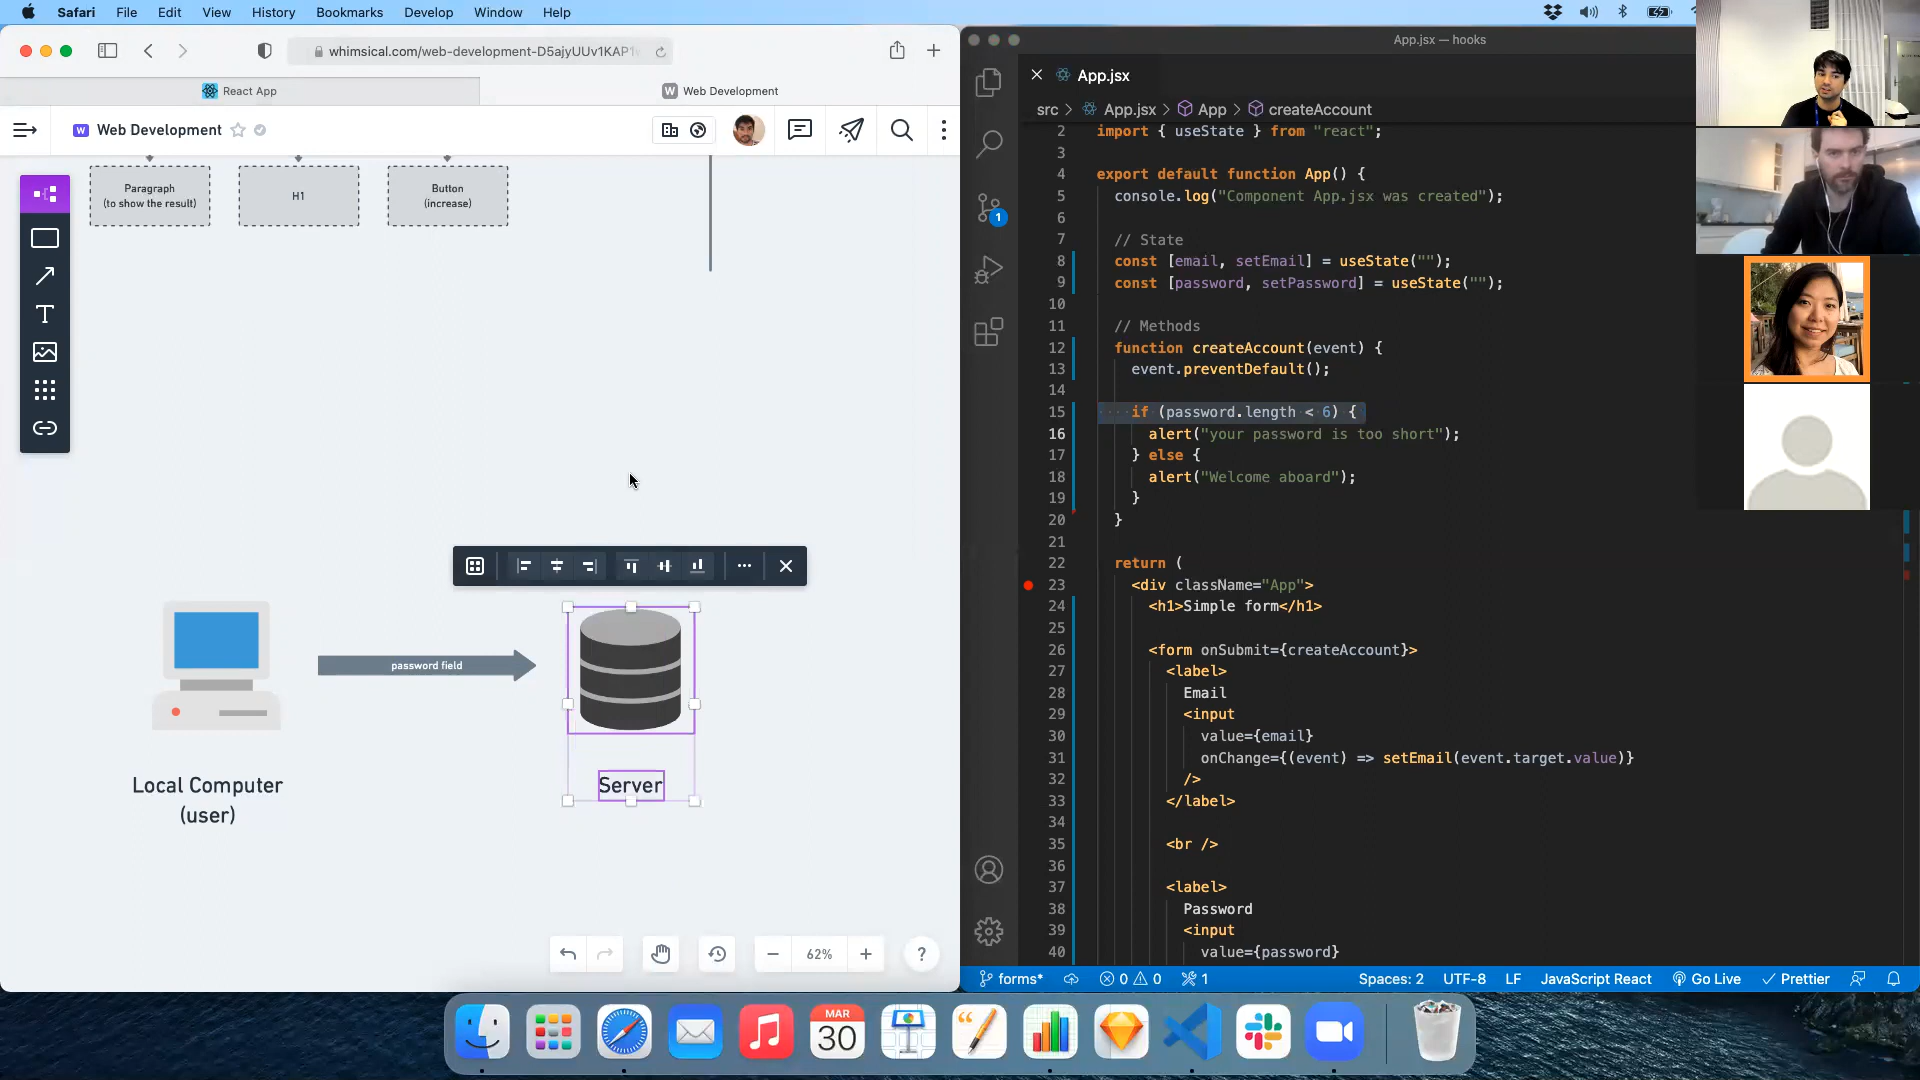 Safari File Edit View History Bookmarks Develop Window Help
whimsical.com/web-development-D5ajyUUv1KAP1
React App
W Web Development
W Web Development
Paragraph
(to show the result)
H1
Button
(increase)
T
password field
Local Computer
(user)
Server
62%
?
App.jsx — hooks
App.jsx
src > App.jsx > App > createAccount
1
2 import { useState } from "react";
3
4 export default function App() {
5 console.log("Component App.jsx was created");
6
7 // State
8 const [email, setEmail] = useState("");
9 const [password, setPassword] = useState("");
10
11 // Methods
12 function createAccount(event) {
13 event.preventDefault();
14
15 if (password.length < 6) {
16 alert("your password is too short");
17 } else {
18 alert("Welcome aboard");
19 }
20 }
21
22 return (
23 <div className="App">
24 <h1>Simple form</h1>
25
26 <form onSubmit={createAccount}>
27 <label>
28 Email
29 <input
30 value={email}
31 onChange={(event) => setEmail(event.target.value)}
32 />
33 </label>
34
35 <br />
36
37 <label>
38 Password
39 <input
40 value={password}
forms* 0 0 1 Spaces: 2 UTF-8 LF JavaScript React Go Live Prettier
MAR
30